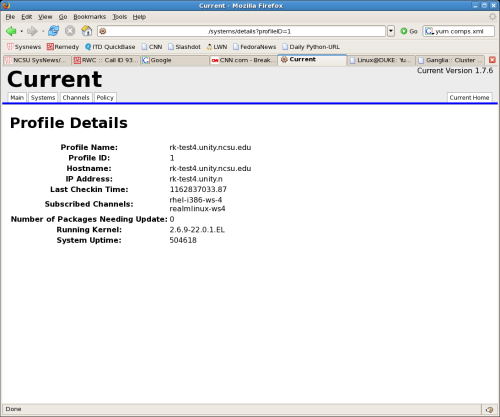 Current - Mozilla Firefox
File Edit View Go Bookmarks Tools Help
/systems/details?profileID=1 Go yum comps.xml
Sysnews Remedy ITD QuickBase CNN Slashdot LWN FedoraNews Daily Python-URL
NCSU SysNews/... RWC :: Call ID 93... Google CNN.com - Break... Current Linux@DUKE: Yu... Ganglia:: Cluster ...
Current
Current Version 1.7.6
Main Systems Channels Policy Current Home
Profile Details
Profile Name: rk-test4.unity.ncsu.edu
Profile ID: 1
Hostname: rk-test4.unity.ncsu.edu
IP Address: rk-test4.unity.n
Last Checkin Time: 1162837033.87
Subscribed Channels: rhel-i386-ws-4
realmlinux-ws4
Number of Packages Needing Update: 0
Running Kernel: 2.6.9-22.0.1.EL
System Uptime: 504618
Done